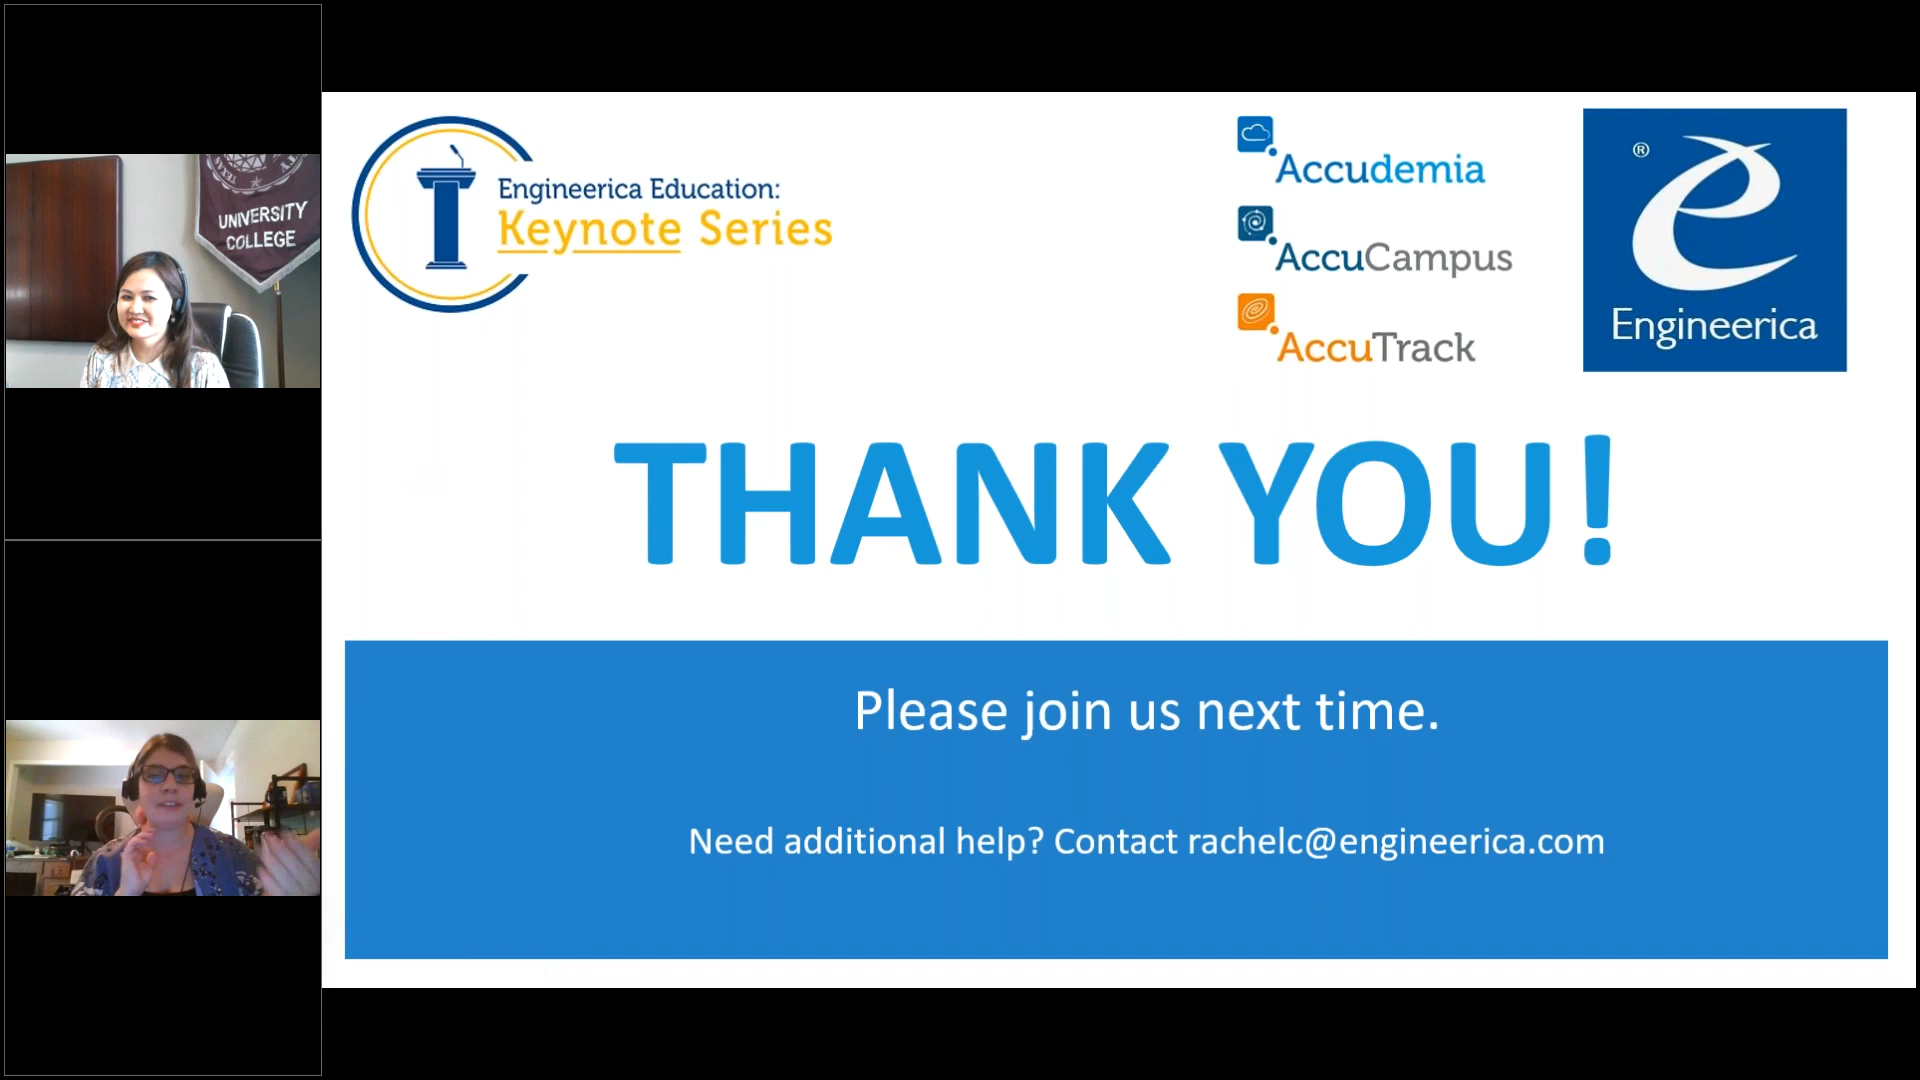 TEXAS
UNIVERSITY
COLLEGE
Engineerica Education:
Keynote Series
Accudemia
AccuCampus
AccuTrack
®
Engineerica
THANK YOU!
Please join us next time.
Need additional help? Contact rachelc@engineerica.com